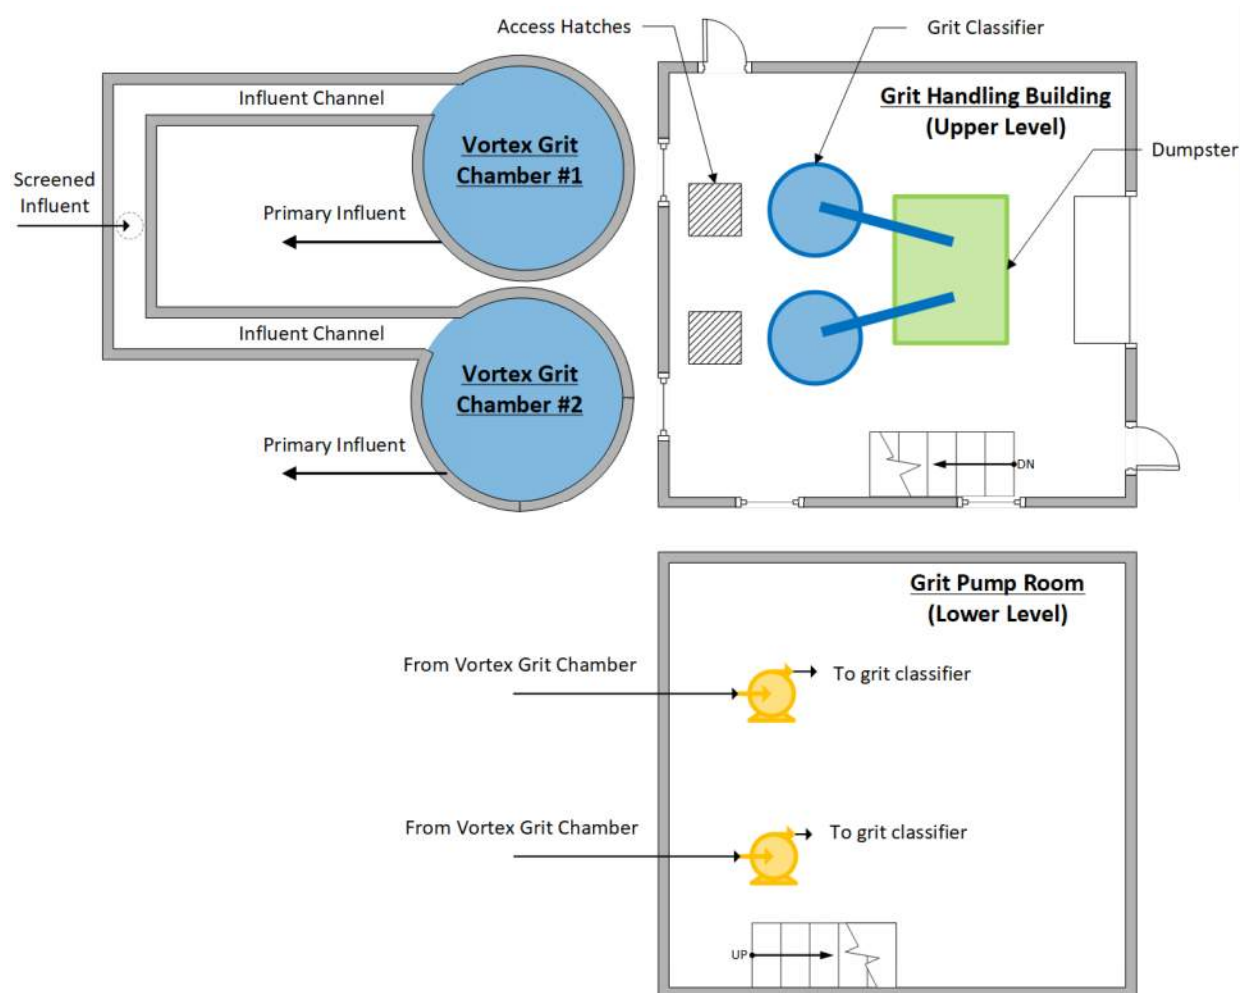 Access Hatches
Grit Classifier
Influent Channel
Grit Handling Building
(Upper Level)
Vortex Grit
Chamber #1
Dumpster
Screened
Influent
Primary Influent
Influent Channel
Vortex Grit
Chamber #2
Primary Influent
DN
Grit Pump Room
(Lower Level)
From Vortex Grit Chamber
To grit classifier
From Vortex Grit Chamber
To grit classifier
UP